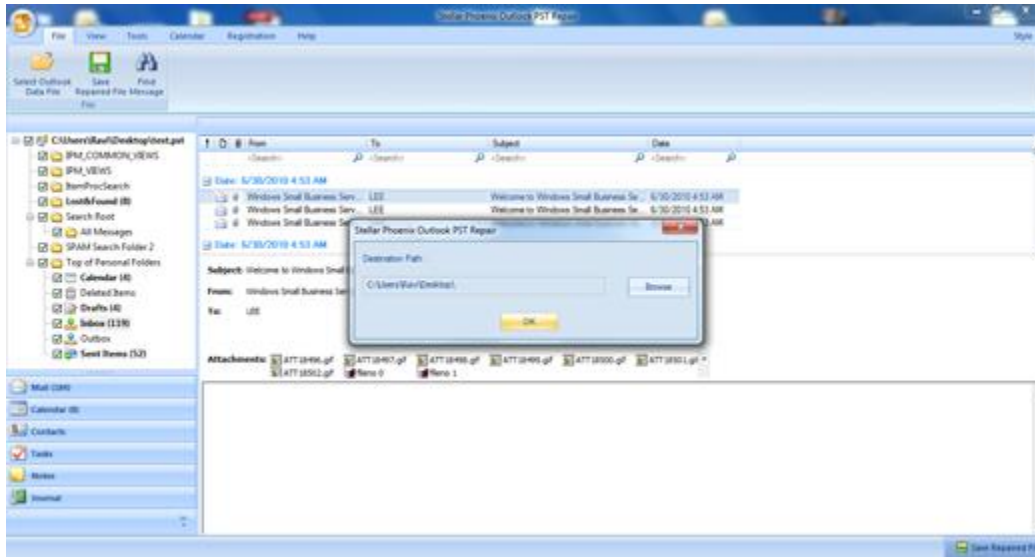 Stellar Phoenix Outlook PST Repair
File View Tools Calendar Registration Help Style
Select Outlook Data File
Save Repaired File
Find Message
File
C:\Users\Ravi\Desktop\test.pst
IPM_COMMON_VIEWS
IPM_VIEWS
ItemProcSearch
Lost&Found (8)
Search Root
All Messages
SPAM Search Folder 2
Top of Personal Folders
Calendar (4)
Deleted Items
Drafts (4)
Inbox (119)
Outbox
Sent Items (52)
Mail
Calendar (8)
Contacts
Tasks
Notes
Journal
From To Subject Date
<Search> <Search> <Search> <Search>
Date: 6/30/2010 4:53 AM
Windows Small Business Serv... LEE Welcome to Windows Small Business Se... 6/30/2010 4:53 AM
Windows Small Business Serv... LEE Welcome to Windows Small Business Se... 6/30/2010 4:53 AM
Windows Small Business Se
Date: 6/30/2010 4:53 AM
Subject: Welcome to Windows Small
From: Windows Small Business Ser
To: LEE
Attachments: ATT18496.gif ATT18497.gif ATT18498.gif ATT18499.gif ATT18500.gif ATT18501.gif
ATT18502.gif fileno 0 fileno 1
Stellar Phoenix Outlook PST Repair
Destination Path
C:\Users\Ravi\Desktop\
Browse
OK
Save Repaired Fi